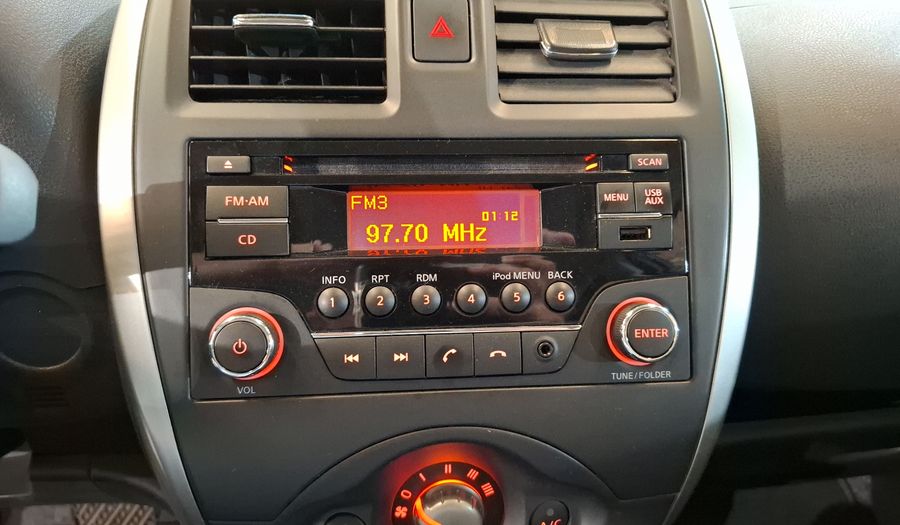 SCAN
FM·AM
CD
FM3
01:12
97.70 MHz
MENU
USB AUX
INFO
RPT
RDM
iPod MENU
BACK
1
2
3
4
5
6
VOL
ENTER
TUNE/FOLDER
0
A/C